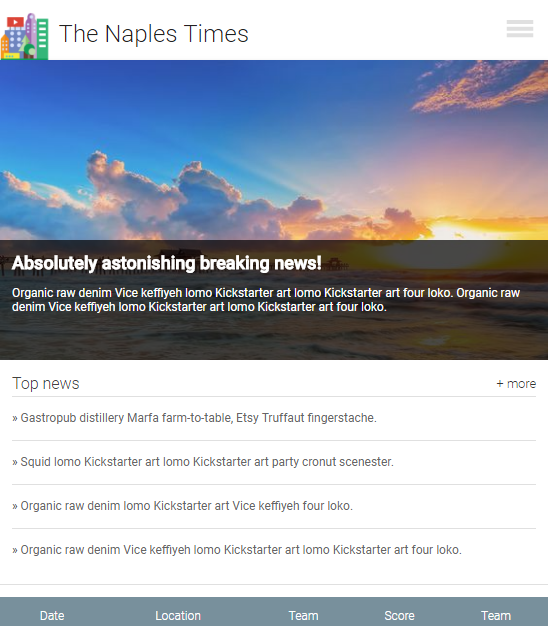 The Naples Times
Absolutely astonishing breaking news!
Organic raw denim Vice keffiyeh lomo Kickstarter art lomo Kickstarter art four loko. Organic raw
denim Vice keffiyeh lomo Kickstarter art lomo Kickstarter art four loko.
Top news + more
» Gastropub distillery Marfa farm-to-table, Etsy Truffaut fingerstache.
» Squid lomo Kickstarter art lomo Kickstarter art party cronut scenester.
» Organic raw denim lomo Kickstarter art Vice keffiyeh four loko.
» Organic raw denim Vice keffiyeh lomo Kickstarter art lomo Kickstarter art four loko.
Date Location Team Score Team